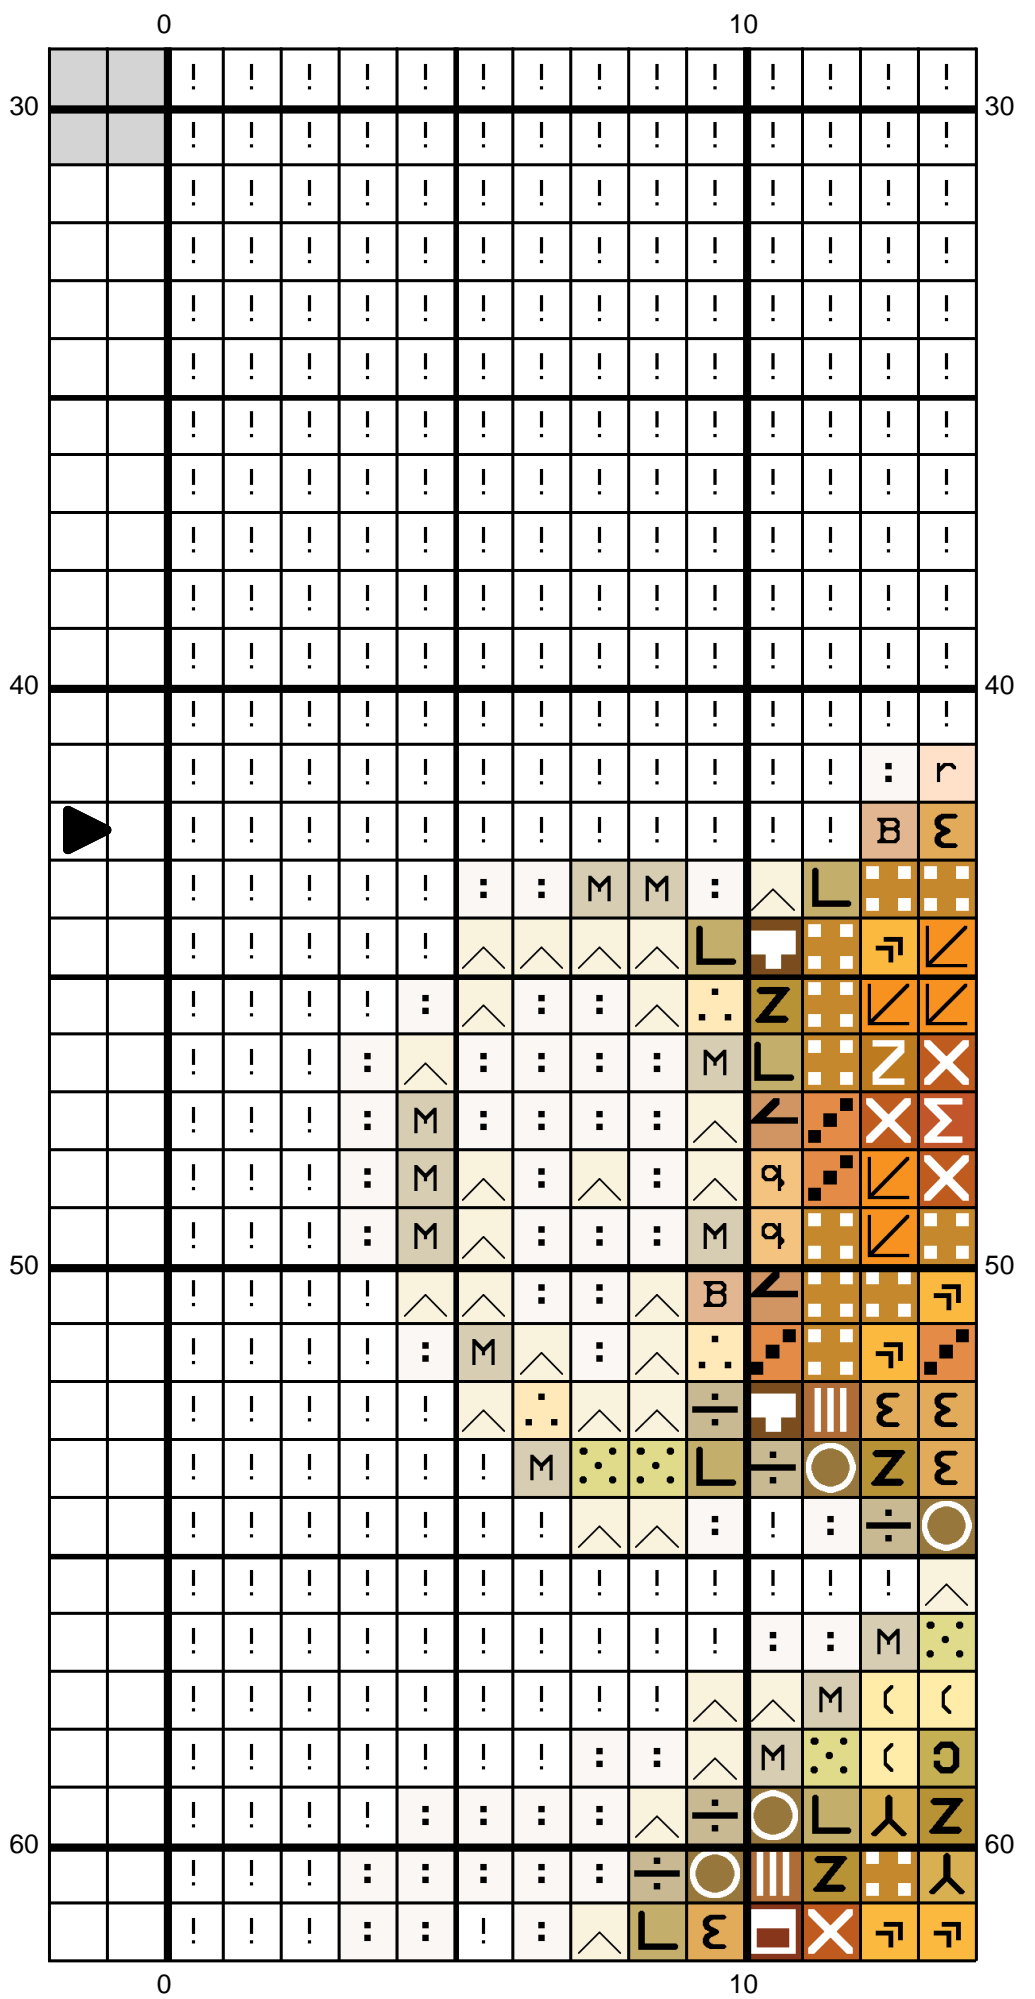 0 10
! ! ! ! ! ! ! ! ! ! ! ! ! !
30 30
! ! ! ! ! ! ! ! ! ! ! ! ! !
! ! ! ! ! ! ! ! ! ! ! ! ! !
! ! ! ! ! ! ! ! ! ! ! ! ! !
! ! ! ! ! ! ! ! ! ! ! ! ! !
! ! ! ! ! ! ! ! ! ! ! ! ! !
! ! ! ! ! ! ! ! ! ! ! ! ! !
! ! ! ! ! ! ! ! ! ! ! ! ! !
! ! ! ! ! ! ! ! ! ! ! ! ! !
! ! ! ! ! ! ! ! ! ! ! ! ! !
! ! ! ! ! ! ! ! ! ! ! ! ! !
40 40
! ! ! ! ! ! ! ! ! ! ! ! ! !
! ! ! ! ! ! ! ! ! ! ! ! : r
! ! ! ! ! ! ! ! ! ! ! ! B Ɛ
! ! ! ! ! : : M M : ^ L
! ! ! ! ! ^ ^ ^ ^ L
! ! ! ! : ^ : : ^ ∴ Z
! ! ! : ^ : : : : M L Z X
! ! ! : M : : : : ^ ∠ X Σ
! ! ! : M ^ : ^ : ^ q X
! ! ! : M ^ : : : M q
50 50
! ! ! ! ^ ^ : : ^ B ∠
! ! ! ! : M ^ : ^ ∴
! ! ! ! ! ^ ∴ ^ ^ ÷ Ɛ Ɛ
! ! ! ! ! ! M L ÷ Z Ɛ
! ! ! ! ! ! ! ^ ^ : ! : ÷
! ! ! ! ! ! ! ! ! ! ! ! ! ^
! ! ! ! ! ! ! ! ! ! : : M
! ! ! ! ! ! ! ! ! ^ ^ M ( (
! ! ! ! ! ! ! : : ^ M ( Ɔ
! ! ! ! : : : : ^ ÷ L ⅄ Z
60 60
! ! ! : : : : : ÷ Z ⅄
! ! ! : : ! : ^ L Ɛ X
0 10